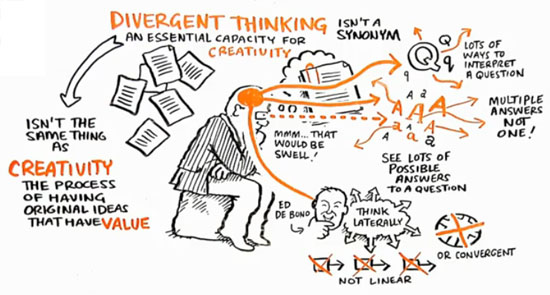 DIVERGENT THINKING
AN ESSENTIAL CAPACITY FOR
CREATIVITY
ISN'T A
SYNONYM
ISN'T THE
SAME THING
AS
CREATIVITY
THE PROCESS
OF HAVING
ORIGINAL IDEAS
THAT HAVE VALUE
MMM... THAT
WOULD BE
SWELL!
Q Q q q
LOTS OF
WAYS TO
INTERPRET
A QUESTION
A a A A A A a a A A A
MULTIPLE
ANSWERS
NOT
ONE!
SEE LOTS OF
POSSIBLE
ANSWERS
TO A QUESTION
ED
DE BONO
THINK
LATERALLY
NOT LINEAR
OR CONVERGENT